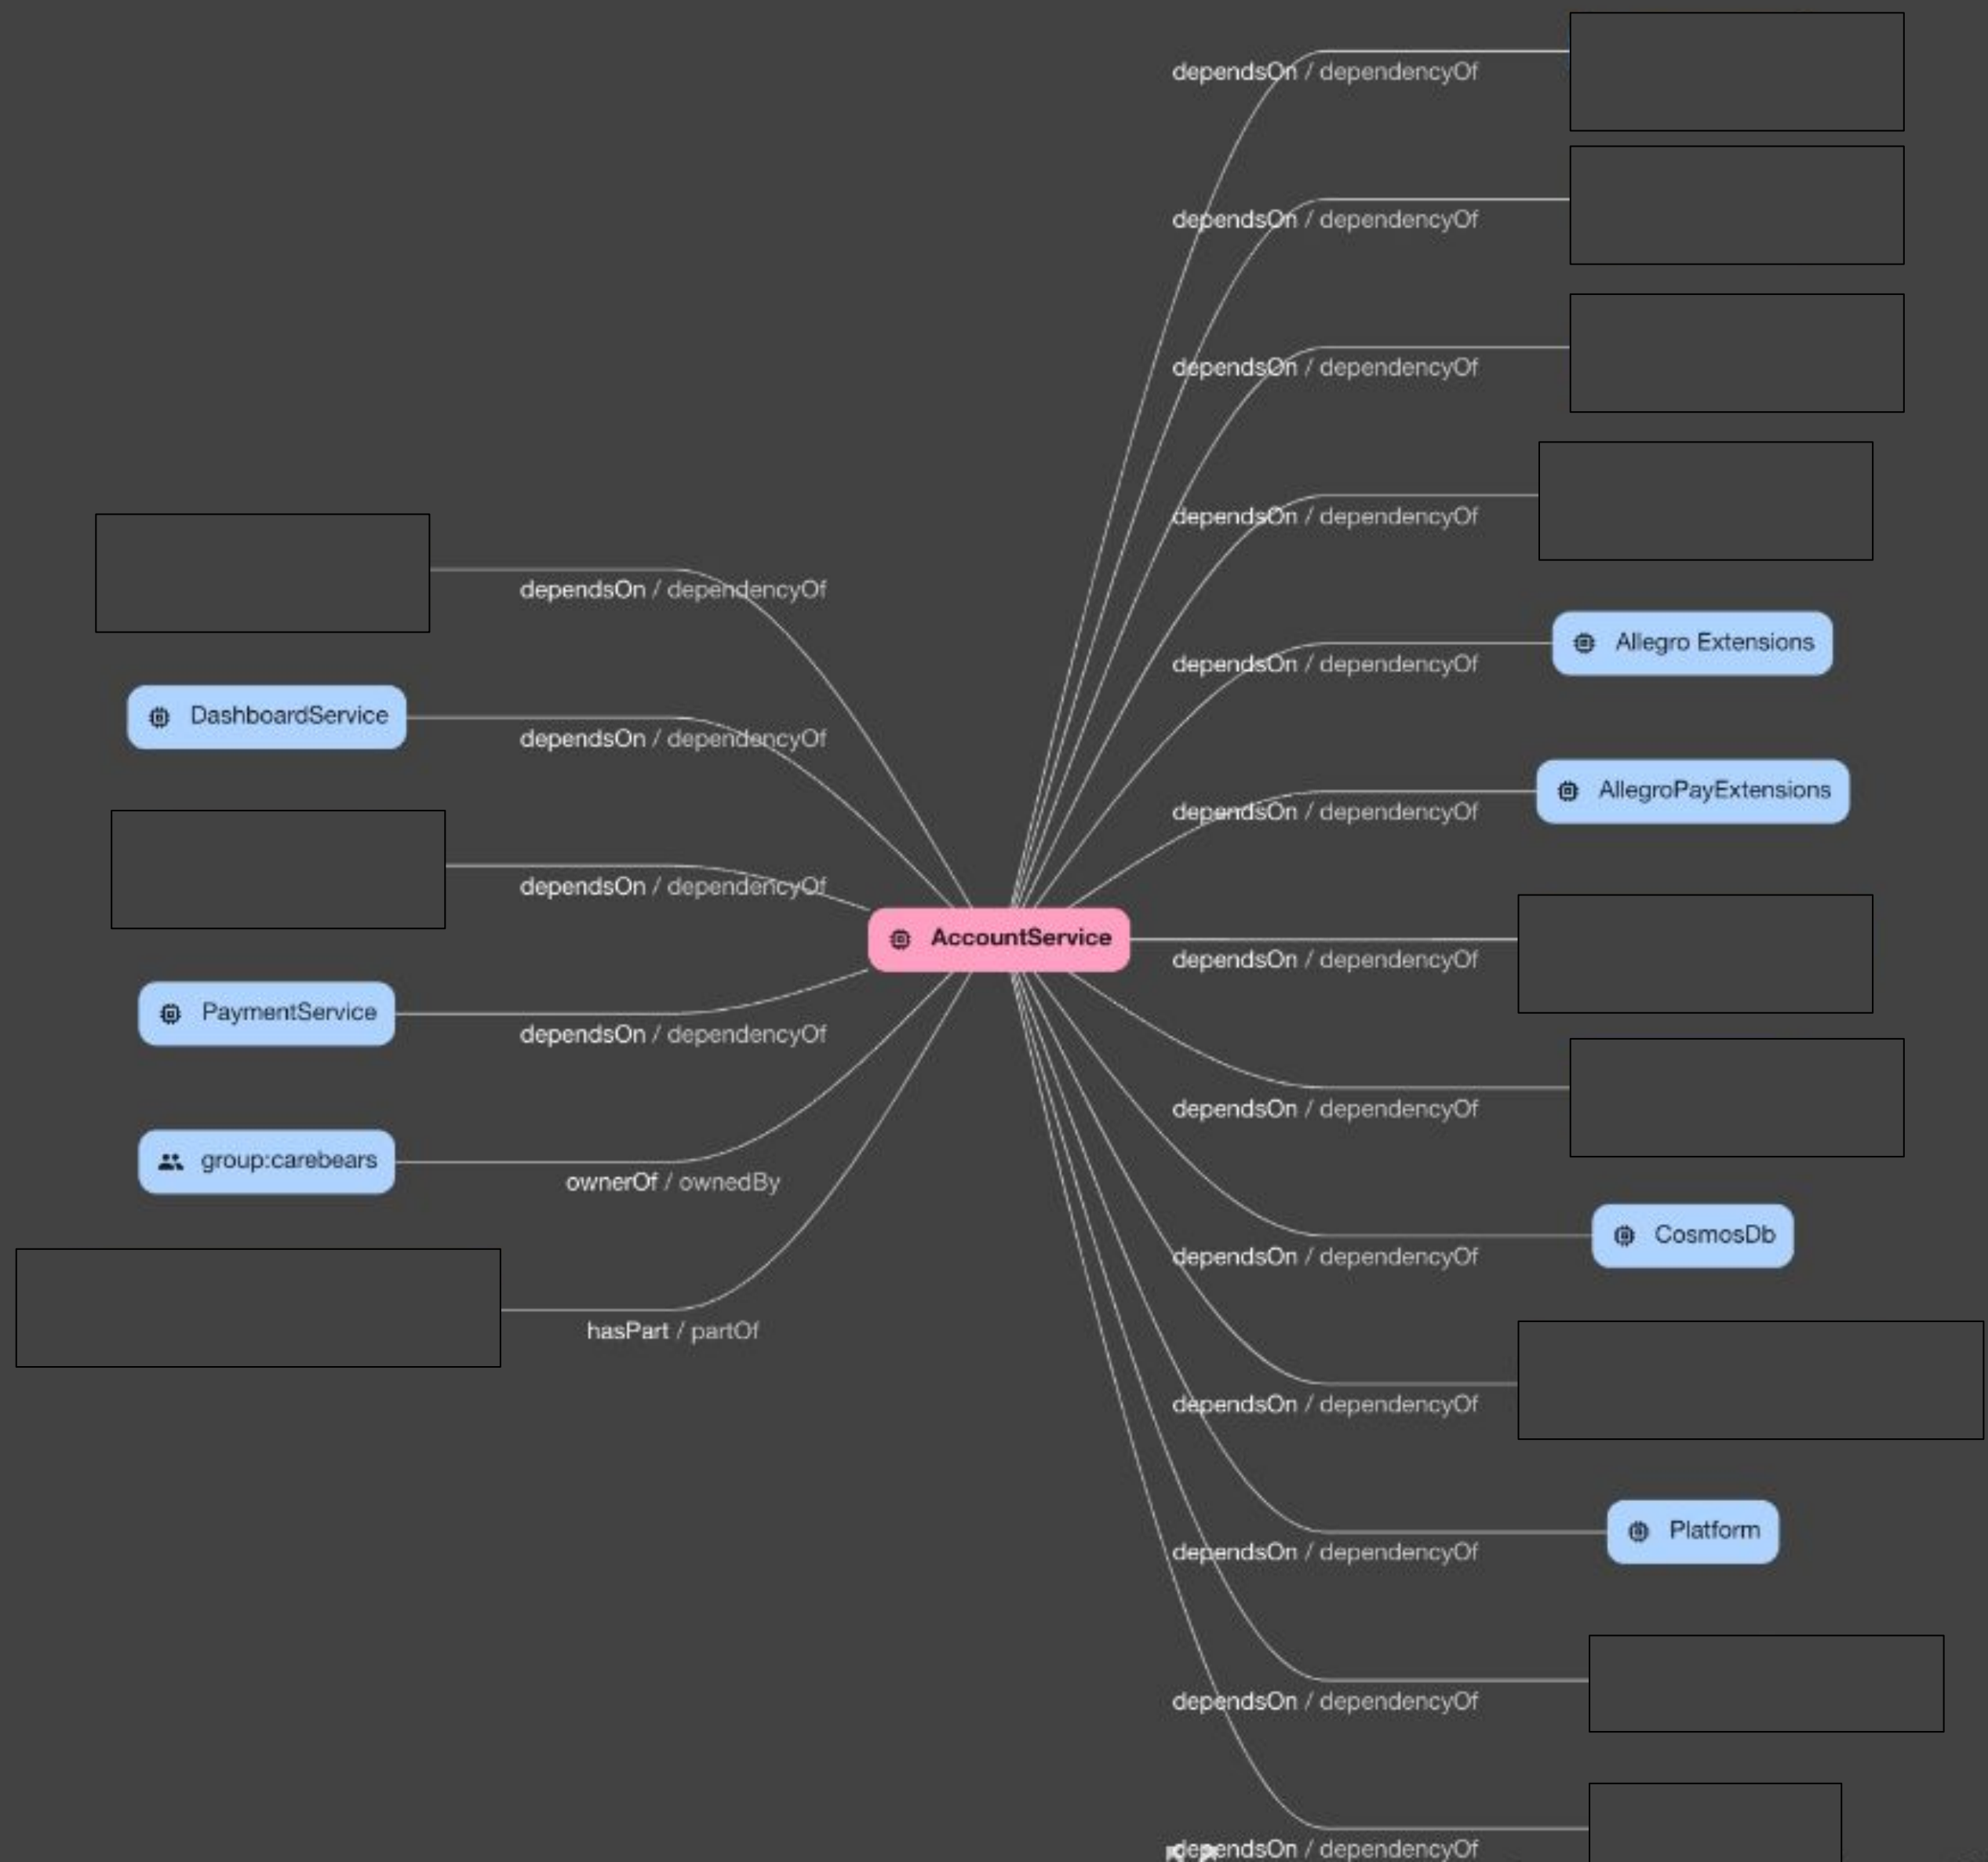 dependsOn / dependencyOf
dependsOn / dependencyOf
dependsOn / dependencyOf
dependsOn / dependencyOf
dependsOn / dependencyOf
Allegro Extensions
dependsOn / dependencyOf
DashboardService
dependsOn / dependencyOf
AllegroPayExtensions
dependsOn / dependencyOf
dependsOn / dependencyOf
AccountService
dependsOn / dependencyOf
PaymentService
dependsOn / dependencyOf
dependsOn / dependencyOf
group:carebears
ownerOf / ownedBy
CosmosDb
dependsOn / dependencyOf
hasPart / partOf
dependsOn / dependencyOf
Platform
dependsOn / dependencyOf
dependsOn / dependencyOf
dependsOn / dependencyOf